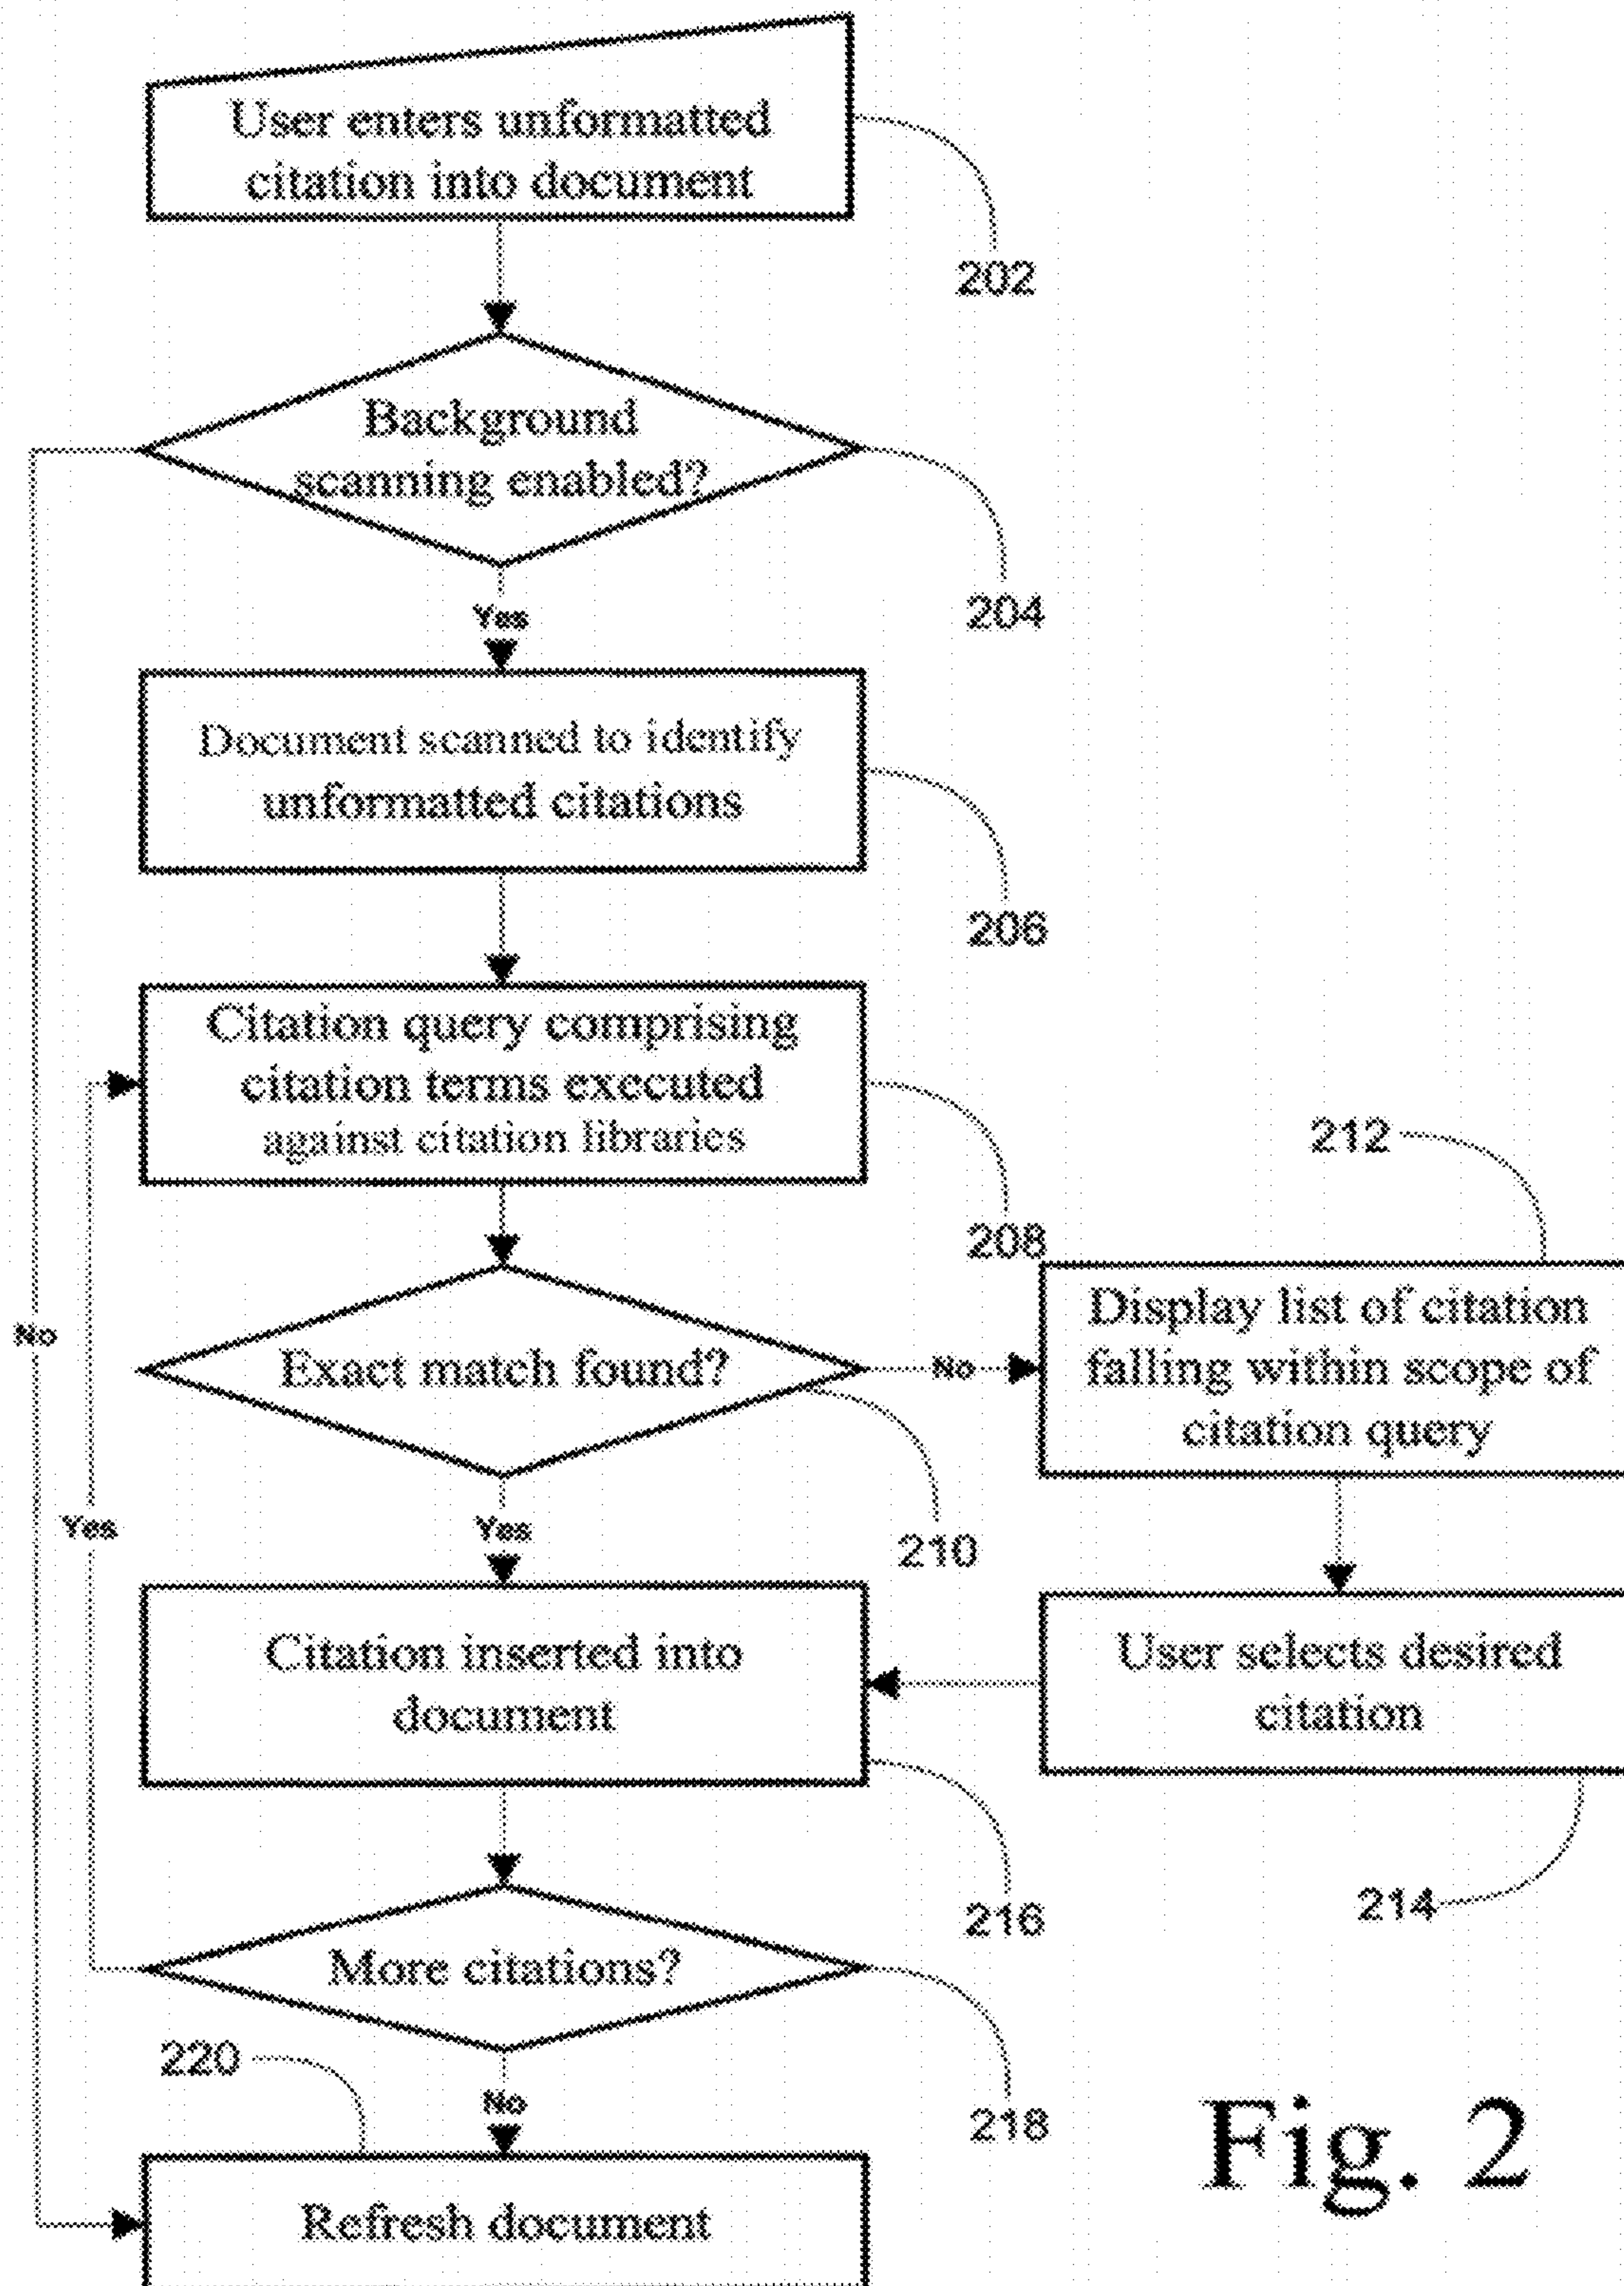 User enters unformatted
citation into document
202
Background
scanning enabled?
204
Yes
Document scanned to identify
unformatted citations
206
Citation query comprising
citation terms executed
against citation libraries
208
212
Display list of citation
falling within scope of
citation query
No
Exact match found?
No
210
Yes
Yes
Citation inserted into
document
User selects desired
citation
216
214
More citations?
218
220
No
Refresh document
Fig. 2